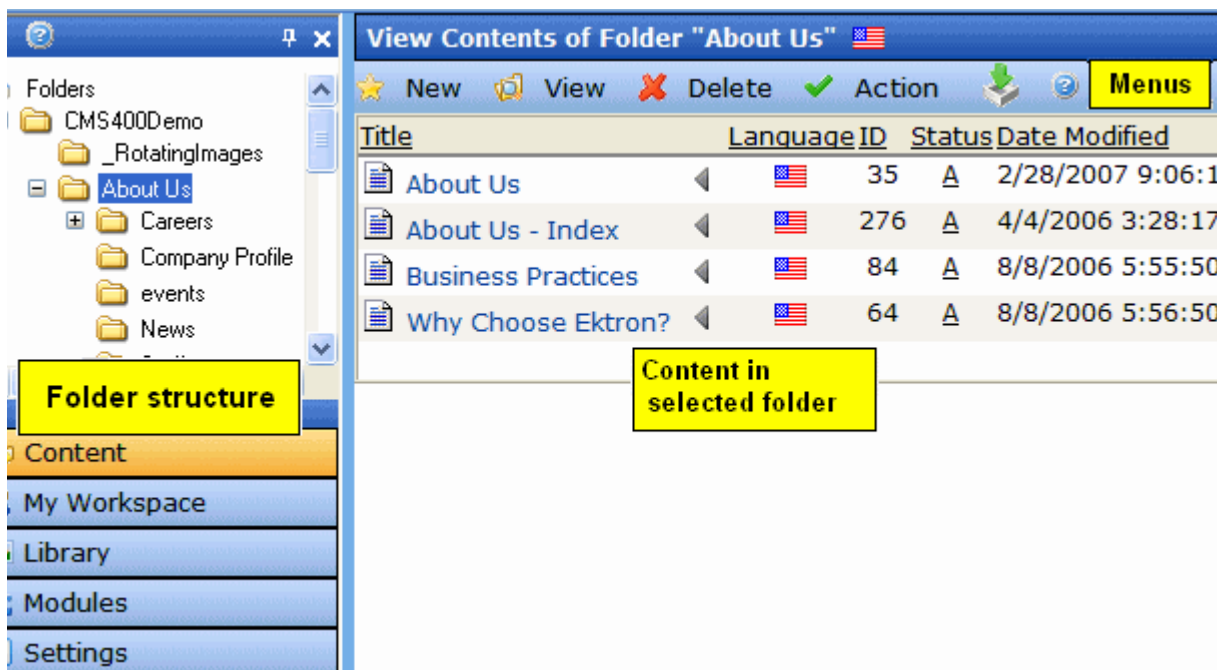 View Contents of Folder "About Us"
New View Delete Action Menus
Folders
CMS400Demo
_RotatingImages
About Us
Careers
Company Profile
events
News
Folder structure
Content
My Workspace
Library
Modules
Settings
Title Language ID Status Date Modified
About Us 35 A 2/28/2007 9:06:1
About Us - Index 276 A 4/4/2006 3:28:17
Business Practices 84 A 8/8/2006 5:55:50
Why Choose Ektron? 64 A 8/8/2006 5:56:50
Content in
selected folder